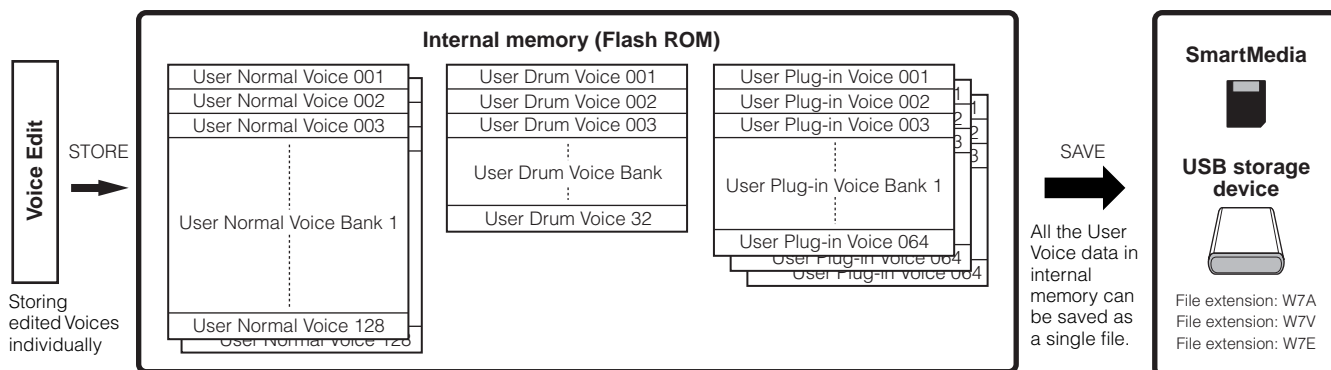 Voice Edit
Storing
edited Voices
individually
STORE
Internal memory (Flash ROM)
User Normal Voice 001
User Normal Voice 002
User Normal Voice 003
User Normal Voice Bank 1
User Normal Voice 128
User Normal Voice 128
User Drum Voice 001
User Drum Voice 002
User Drum Voice 003
User Drum Voice Bank
User Drum Voice 32
User Plug-in Voice 001
User Plug-in Voice 002
User Plug-in Voice 003
User Plug-in Voice Bank 1
User Plug-in Voice 064
User Plug-in Voice 064
User Plug-in Voice 064
1
2
3
1
2
3
SAVE
All the User
Voice data in
internal
memory can
be saved as
a single file.
SmartMedia
USB storage
device
File extension: W7A
File extension: W7V
File extension: W7E